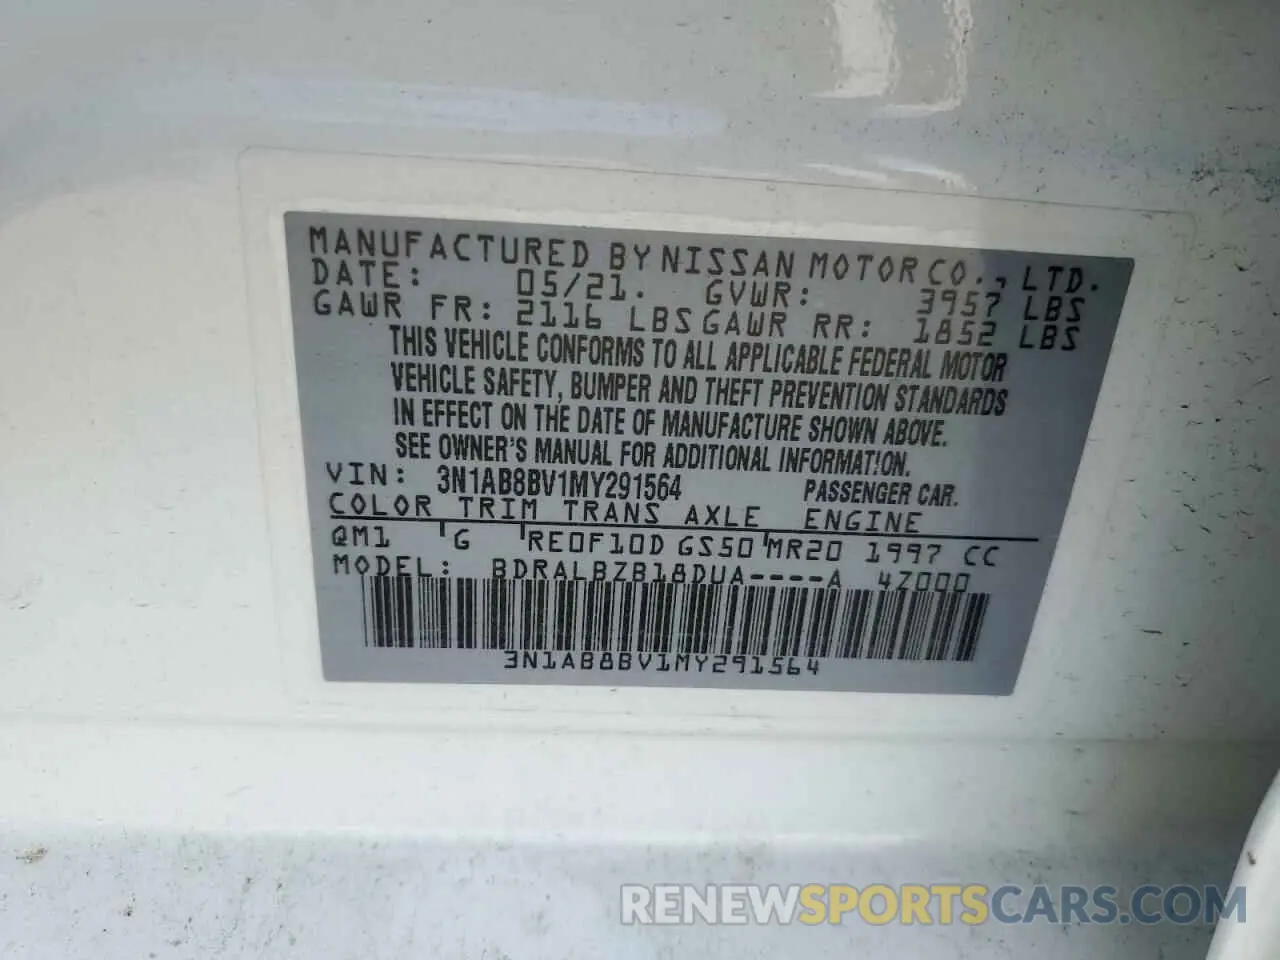 MANUFACTURED BY NISSAN MOTOR CO., LTD.
DATE: 05/21. GVWR: 3957 LBS
GAWR FR: 2116 LBS GAWR RR: 1852 LBS
THIS VEHICLE CONFORMS TO ALL APPLICABLE FEDERAL MOTOR
VEHICLE SAFETY, BUMPER AND THEFT PREVENTION STANDARDS
IN EFFECT ON THE DATE OF MANUFACTURE SHOWN ABOVE.
SEE OWNER'S MANUAL FOR ADDITIONAL INFORMATION.
VIN: 3N1AB8BV1MY291564 PASSENGER CAR.
COLOR TRIM TRANS AXLE ENGINE
QM1 G RE0F10D GS50 MR20 1997 CC
MODEL: BDRALBZB18DUA----A 4Z000
3N1AB8BV1MY291564
RENEWSPORTSCARS.COM